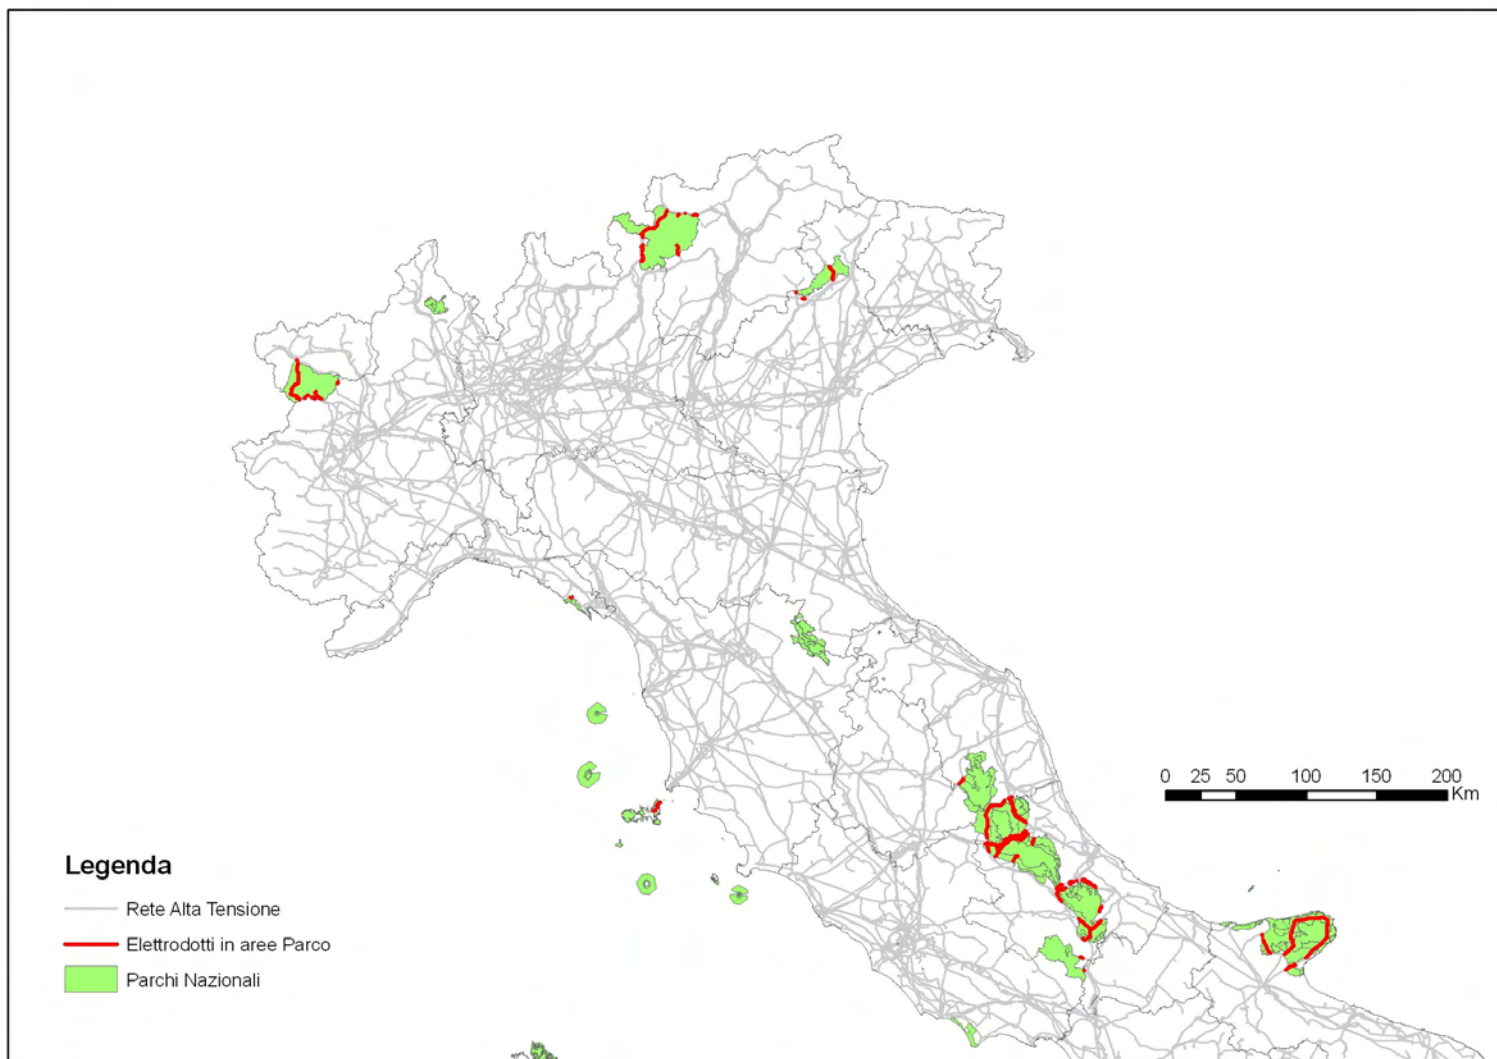 0 25 50 100 150 200
Km
Legenda
Rete Alta Tensione
Elettrodotti in aree Parco
Parchi Nazionali